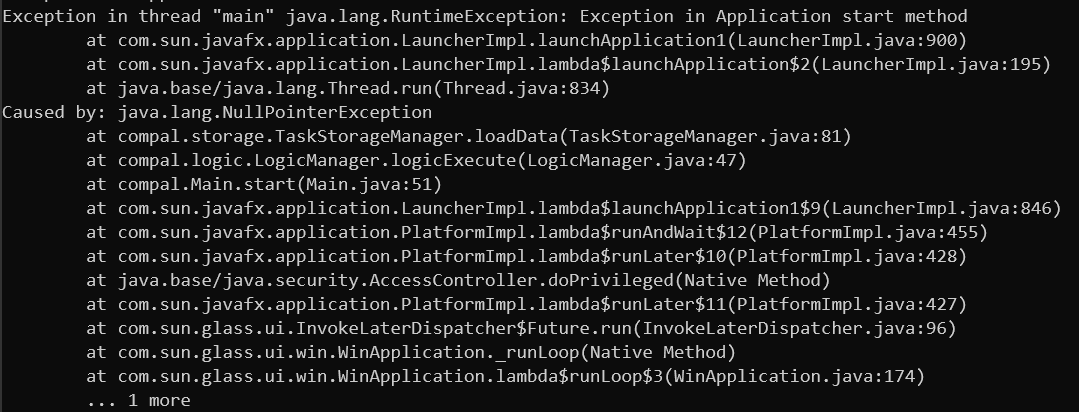 Exception in thread "main" java.lang.RuntimeException: Exception in Application start method
        at com.sun.javafx.application.LauncherImpl.launchApplication1(LauncherImpl.java:900)
        at com.sun.javafx.application.LauncherImpl.lambda$launchApplication$2(LauncherImpl.java:195)
        at java.base/java.lang.Thread.run(Thread.java:834)
Caused by: java.lang.NullPointerException
        at compal.storage.TaskStorageManager.loadData(TaskStorageManager.java:81)
        at compal.logic.LogicManager.logicExecute(LogicManager.java:47)
        at compal.Main.start(Main.java:51)
        at com.sun.javafx.application.LauncherImpl.lambda$launchApplication1$9(LauncherImpl.java:846)
        at com.sun.javafx.application.PlatformImpl.lambda$runAndWait$12(PlatformImpl.java:455)
        at com.sun.javafx.application.PlatformImpl.lambda$runLater$10(PlatformImpl.java:428)
        at java.base/java.security.AccessController.doPrivileged(Native Method)
        at com.sun.javafx.application.PlatformImpl.lambda$runLater$11(PlatformImpl.java:427)
        at com.sun.glass.ui.InvokeLaterDispatcher$Future.run(InvokeLaterDispatcher.java:96)
        at com.sun.glass.ui.win.WinApplication._runLoop(Native Method)
        at com.sun.glass.ui.win.WinApplication.lambda$runLoop$3(WinApplication.java:174)
        ... 1 more